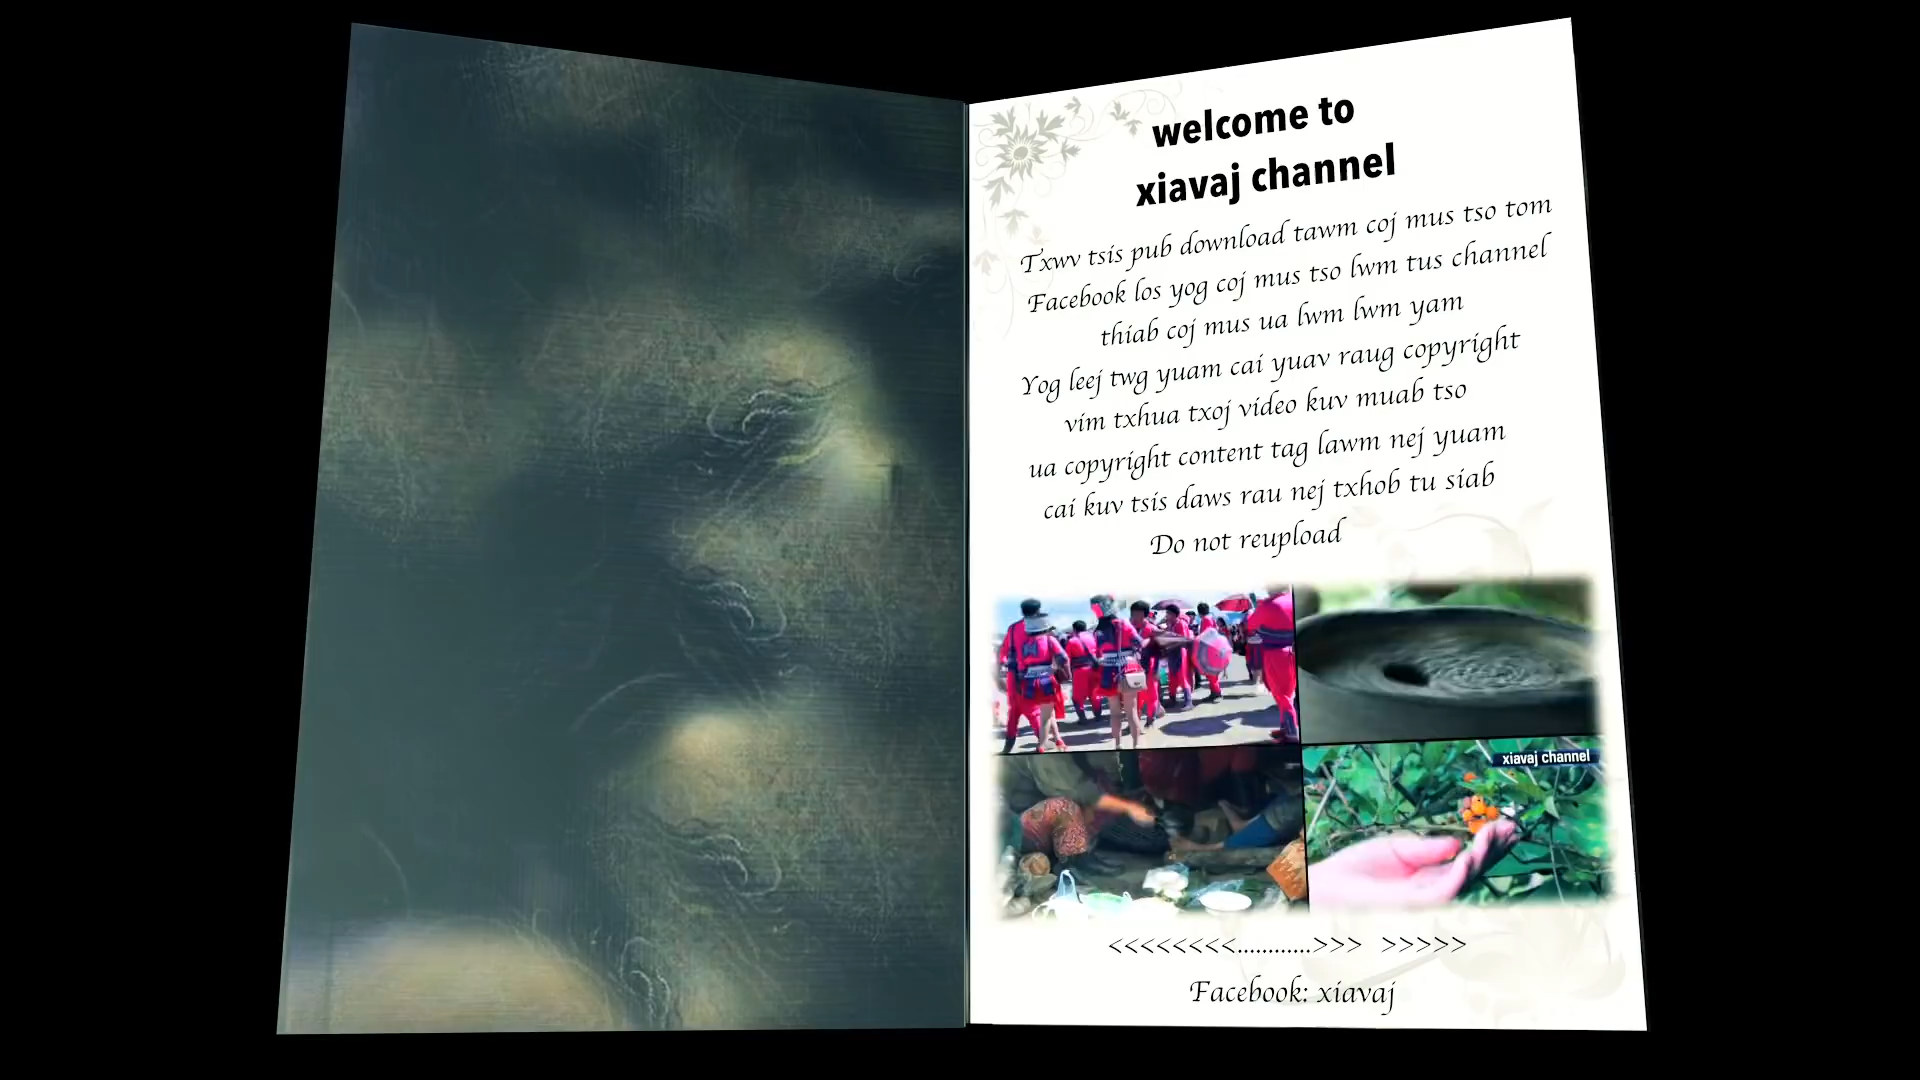 welcome to
xiavaj channel
Txwv tsis pub download tawm coj mus tso tom
Facebook los yog coj mus tso lwm tus channel
thiab coj mus ua lwm lwm yam
Yog leej twg yuam cai yuav raug copyright
vim txhua txoj video kuv muab tso
ua copyright content tag lawm nej yuam
cai kuv tsis daws rau nej txhob tu siab
Do not reupload
xiavaj channel
<<<<<<<<............>>> >>>>>
Facebook: xiavaj